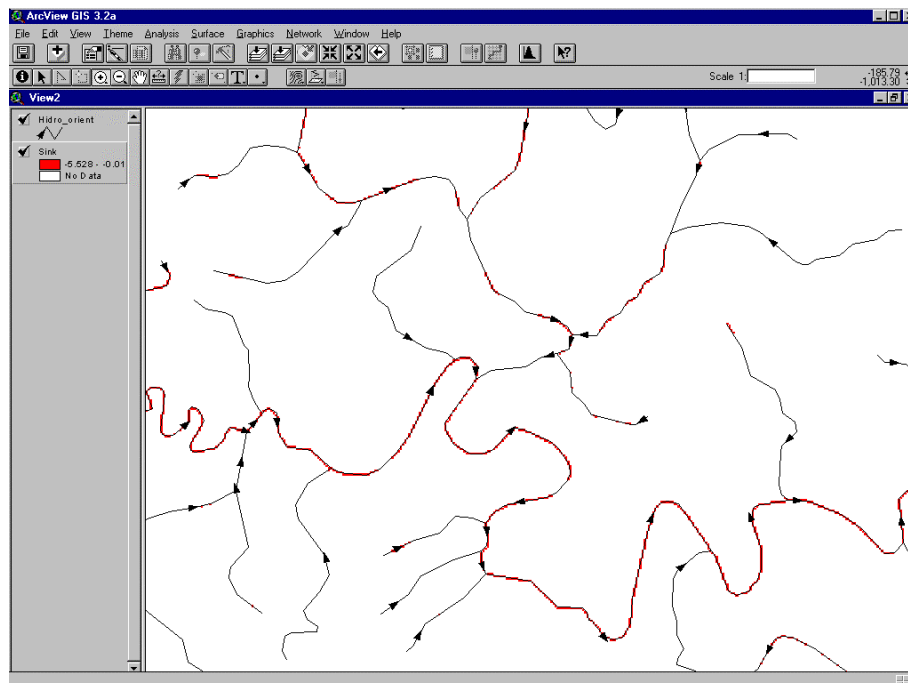 ArcView GIS 3.2a
File Edit View Theme Analysis Surface Graphics Network Window Help
Scale 1:
-185.79
-1,013.30
View2
Hidro_orient
Sink
-5.528 - -0.01
No Data